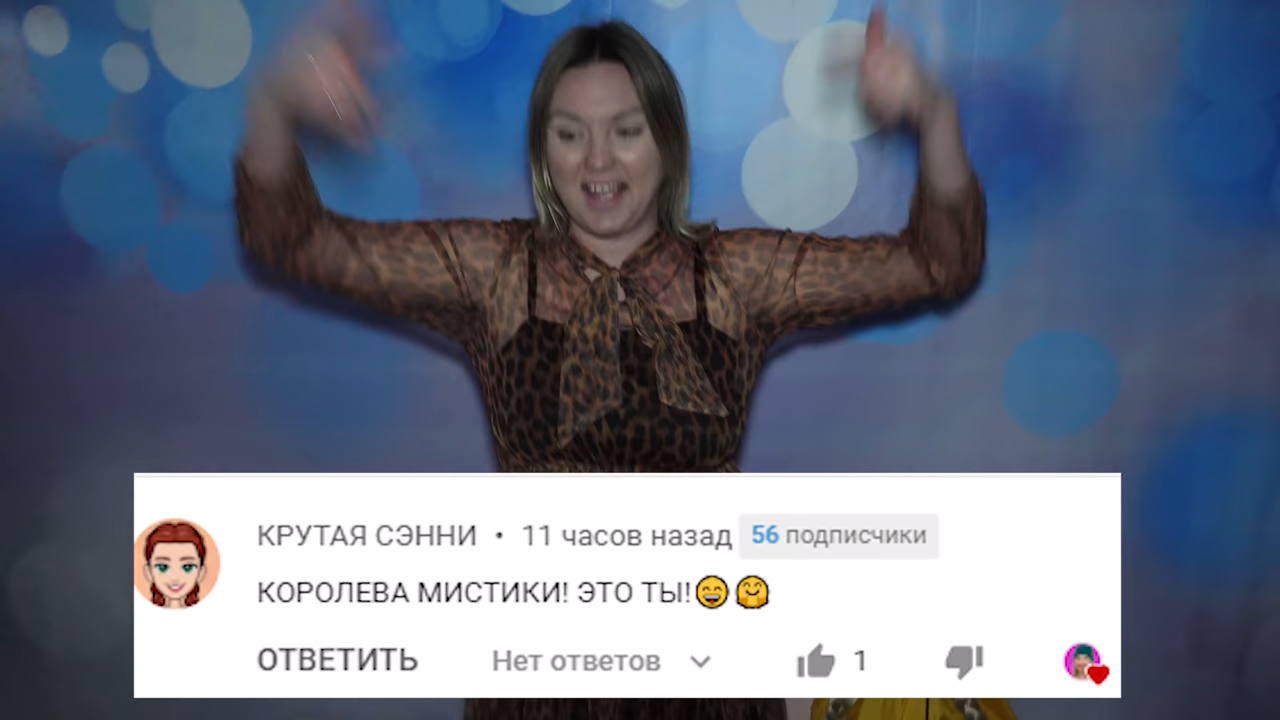 КРУТАЯ СЭННИ • 11 часов назад 56 подписчики
КОРОЛЕВА МИСТИКИ! ЭТО ТЫ!😄🤗
ОТВЕТИТЬ Нет ответов 1